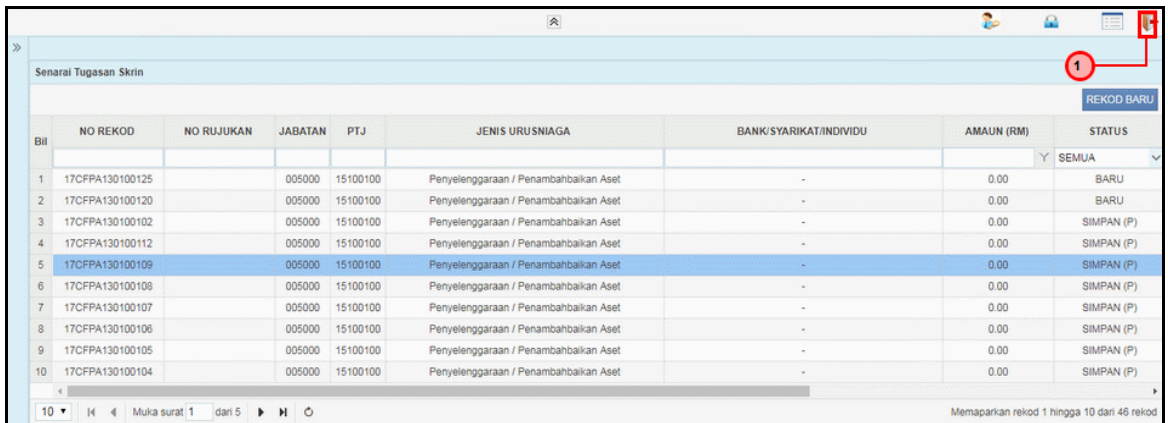 1
Senarai Tugasan Skrin
REKOD BARU
Bil NO REKOD NO RUJUKAN JABATAN PTJ JENIS URUSNIAGA BANK/SYARIKAT/INDIVIDU AMAUN (RM) STATUS
SEMUA
1 17CFPA130100125 005000 15100100 Penyelenggaraan / Penambahbaikan Aset - 0.00 BARU
2 17CFPA130100120 005000 15100100 Penyelenggaraan / Penambahbaikan Aset - 0.00 BARU
3 17CFPA130100102 005000 15100100 Penyelenggaraan / Penambahbaikan Aset - 0.00 SIMPAN (P)
4 17CFPA130100112 005000 15100100 Penyelenggaraan / Penambahbaikan Aset - 0.00 SIMPAN (P)
5 17CFPA130100109 005000 15100100 Penyelenggaraan / Penambahbaikan Aset - 0.00 SIMPAN (P)
6 17CFPA130100108 005000 15100100 Penyelenggaraan / Penambahbaikan Aset - 0.00 SIMPAN (P)
7 17CFPA130100107 005000 15100100 Penyelenggaraan / Penambahbaikan Aset - 0.00 SIMPAN (P)
8 17CFPA130100106 005000 15100100 Penyelenggaraan / Penambahbaikan Aset - 0.00 SIMPAN (P)
9 17CFPA130100105 005000 15100100 Penyelenggaraan / Penambahbaikan Aset - 0.00 SIMPAN (P)
10 17CFPA130100104 005000 15100100 Penyelenggaraan / Penambahbaikan Aset - 0.00 SIMPAN (P)
10 Muka surat 1 dari 5 Memaparkan rekod 1 hingga 10 dari 46 rekod